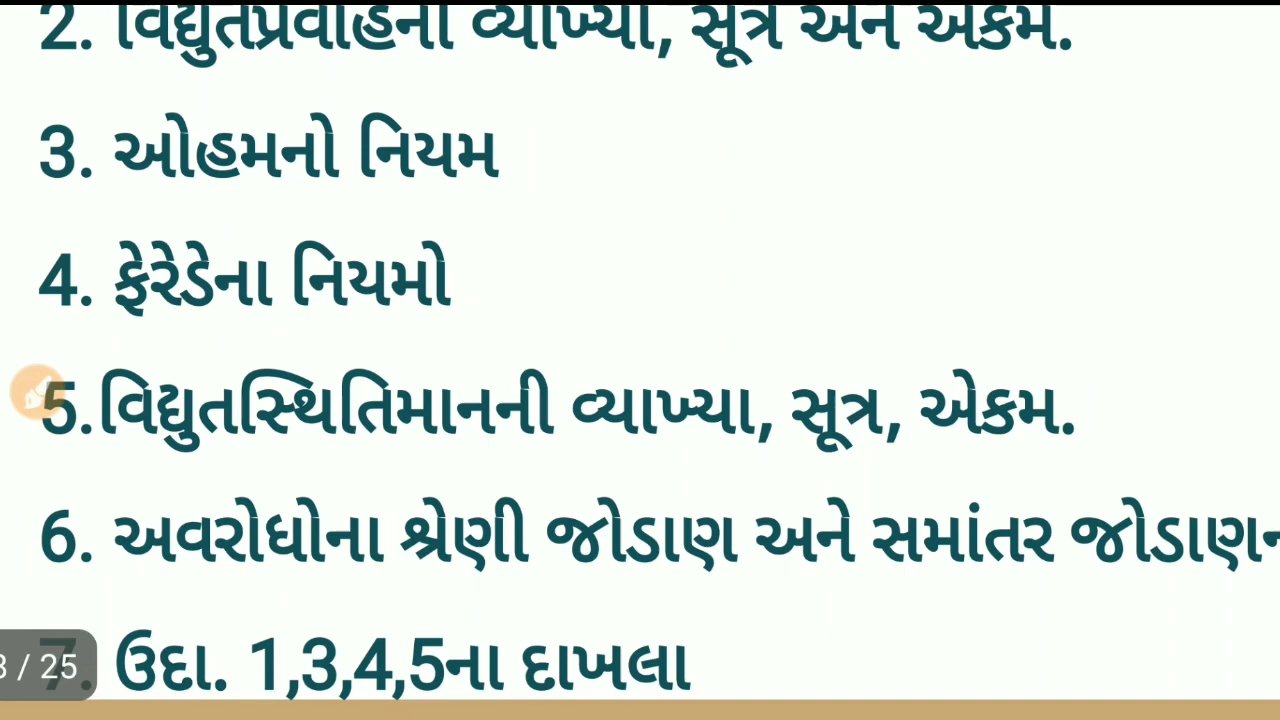 2. વિદ્યુતપ્રવાહની વ્યાખ્યા, સૂત્ર અને એકમ.
3. ઓહમનો નિયમ
4. ફેરેડેના નિયમો
5.વિદ્યુતસ્થિતિમાનની વ્યાખ્યા, સૂત્ર, એકમ.
6. અવરોધોના શ્રેણી જોડાણ અને સમાંતર
7. ઉદા. 1,3,4,5ના દાખલા
/ 25